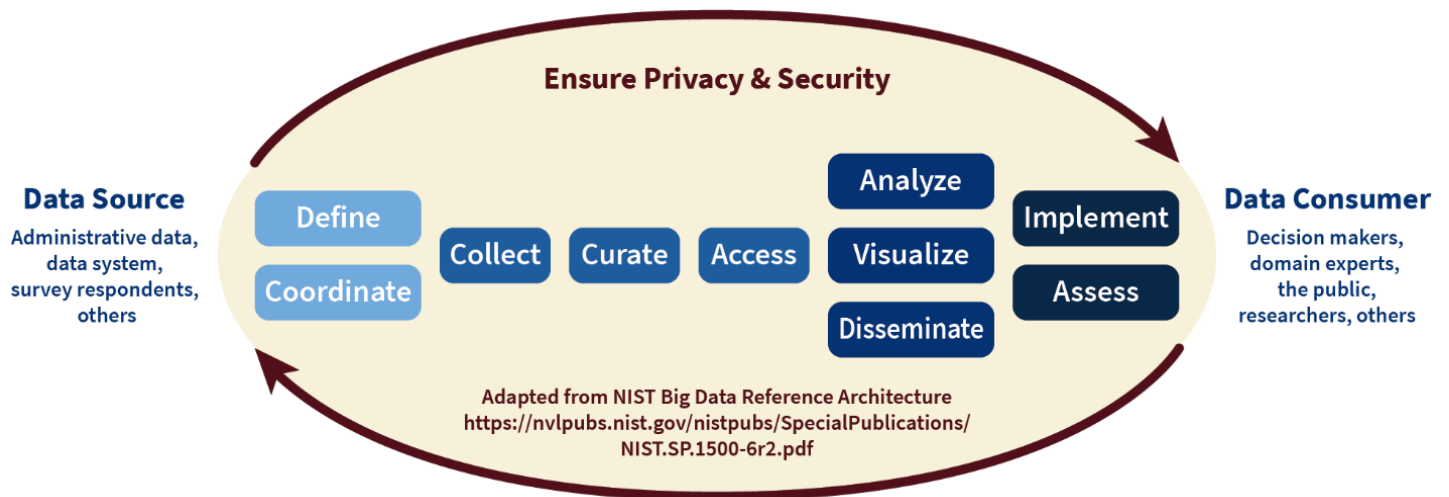 Ensure Privacy & Security
Data Source
Administrative data,
data system,
survey respondents,
others
Define
Coordinate
Collect
Curate
Access
Analyze
Visualize
Disseminate
Implement
Assess
Data Consumer
Decision makers,
domain experts,
the public,
researchers, others
Adapted from NIST Big Data Reference Architecture
https://nvlpubs.nist.gov/nistpubs/SpecialPublications/
NIST.SP.1500-6r2.pdf